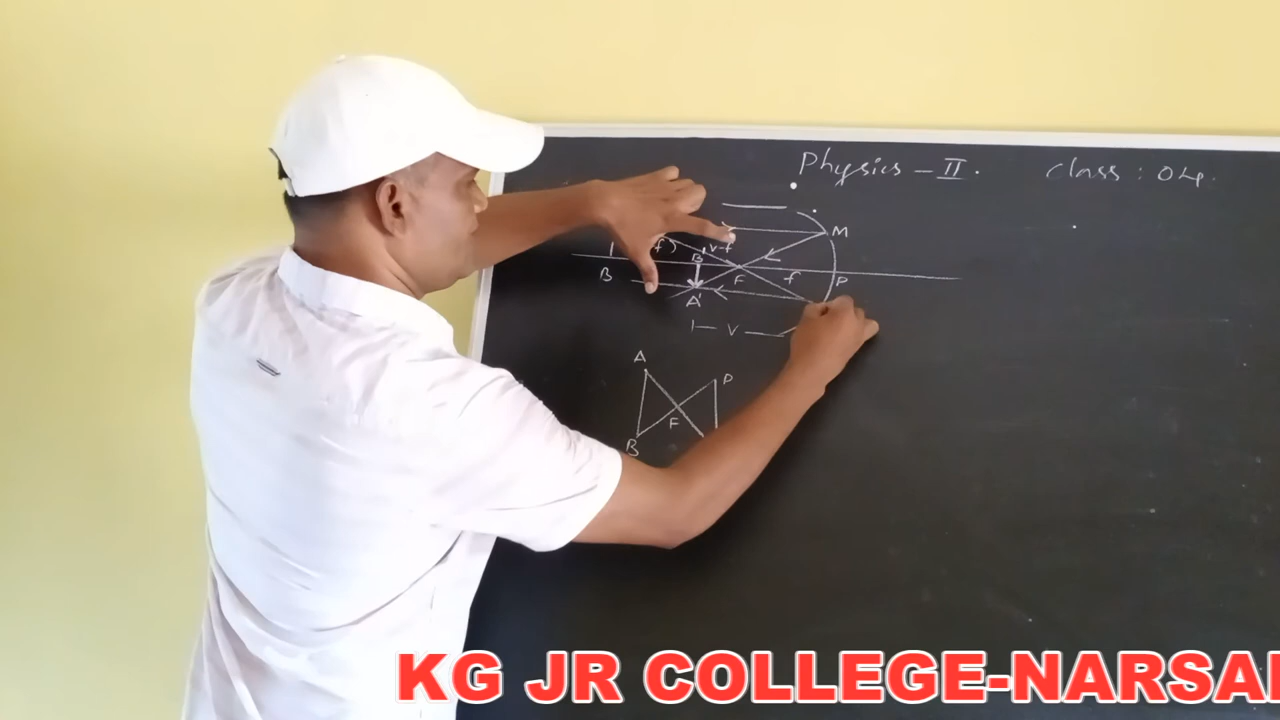 Physics - II.
Class: 04.
M
f)
v-f
B'
B
F
f
P
A'
V
A
P
F
B
KG JR COLLEGE-NARSA